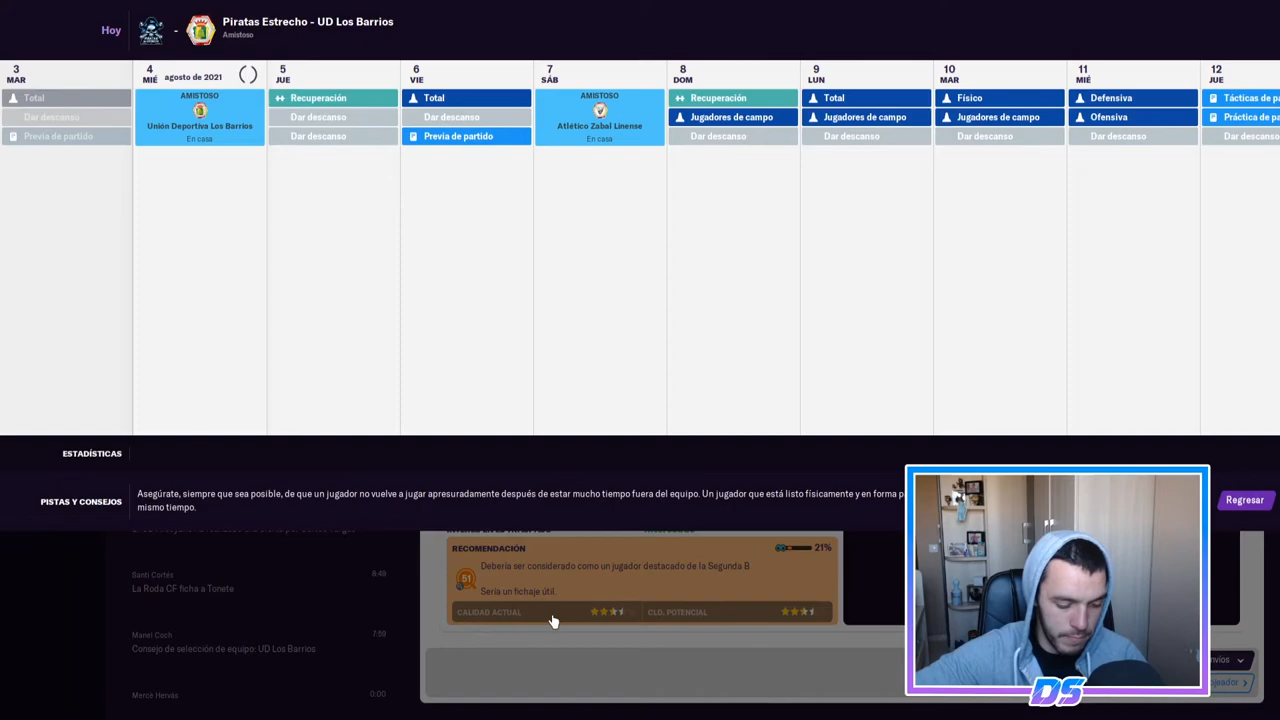 Hoy
Piratas Estrecho - UD Los Barrios
Amistoso
3
MAR
4
MIÉ
agosto de 2021
5
JUE
6
VIE
7
SÁB
8
DOM
9
LUN
10
MAR
11
MIÉ
12
JUE
Total
Dar descanso
Previa de partido
AMISTOSO
Unión Deportiva Los Barrios
En casa
Recuperación
Dar descanso
Dar descanso
Total
Dar descanso
Previa de partido
AMISTOSO
Atlético Zabal Linense
En casa
Recuperación
Jugadores de campo
Dar descanso
Total
Jugadores de campo
Dar descanso
Físico
Jugadores de campo
Dar descanso
Defensiva
Ofensiva
Dar descanso
Tácticas de pa
Práctica de pa
Dar descanso
ESTADÍSTICAS
PISTAS Y CONSEJOS
Asegúrate, siempre que sea posible, de que un jugador no vuelve a jugar apresuradamente después de estar mucho tiempo fuera del equipo. Un jugador que está listo físicamente y en forma p
mismo tiempo.
Regresar
RECOMENDACIÓN
21%
51
Debería ser considerado como un jugador destacado de la Segunda B
Sería un fichaje útil.
CALIDAD ACTUAL
CLD. POTENCIAL
Santi Cortés
8:49
La Roda CF ficha a Tonete
Manel Coch
7:59
Consejo de selección de equipo: UD Los Barrios
Mercè Hervás
0:00
nvíos
ojeador
DS